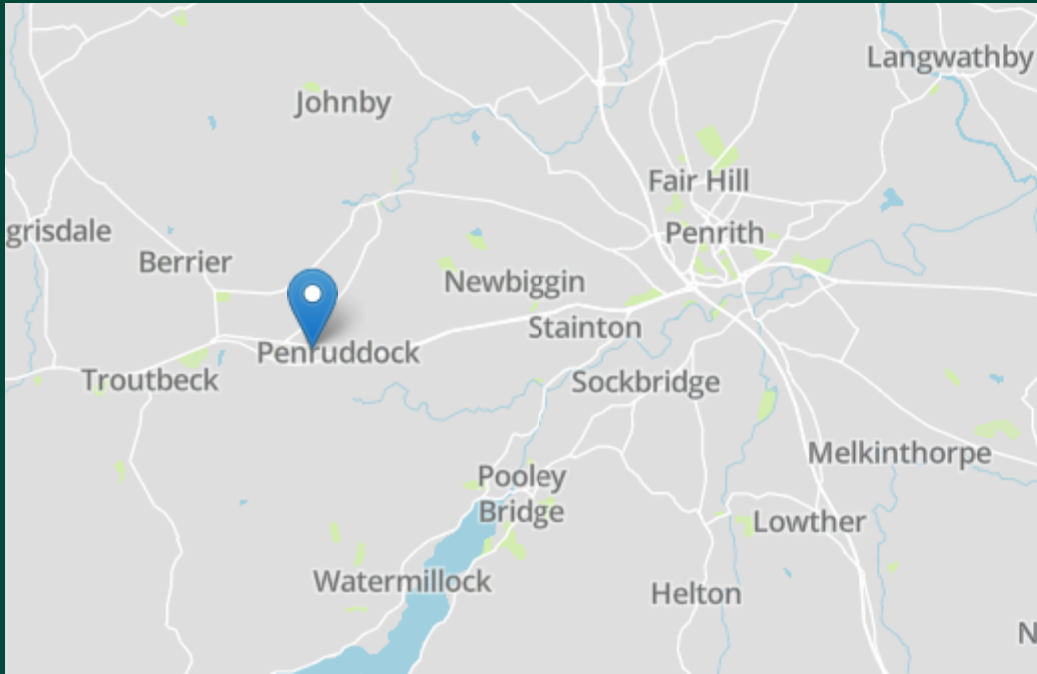 Langwathby
Johnby
Fair Hill
grisdale
Penrith
Berrier
Newbiggin
Stainton
Penruddock
Troutbeck
Sockbridge
Melkinthorpe
Pooley
Bridge
Lowther
Watermillock
Helton
N